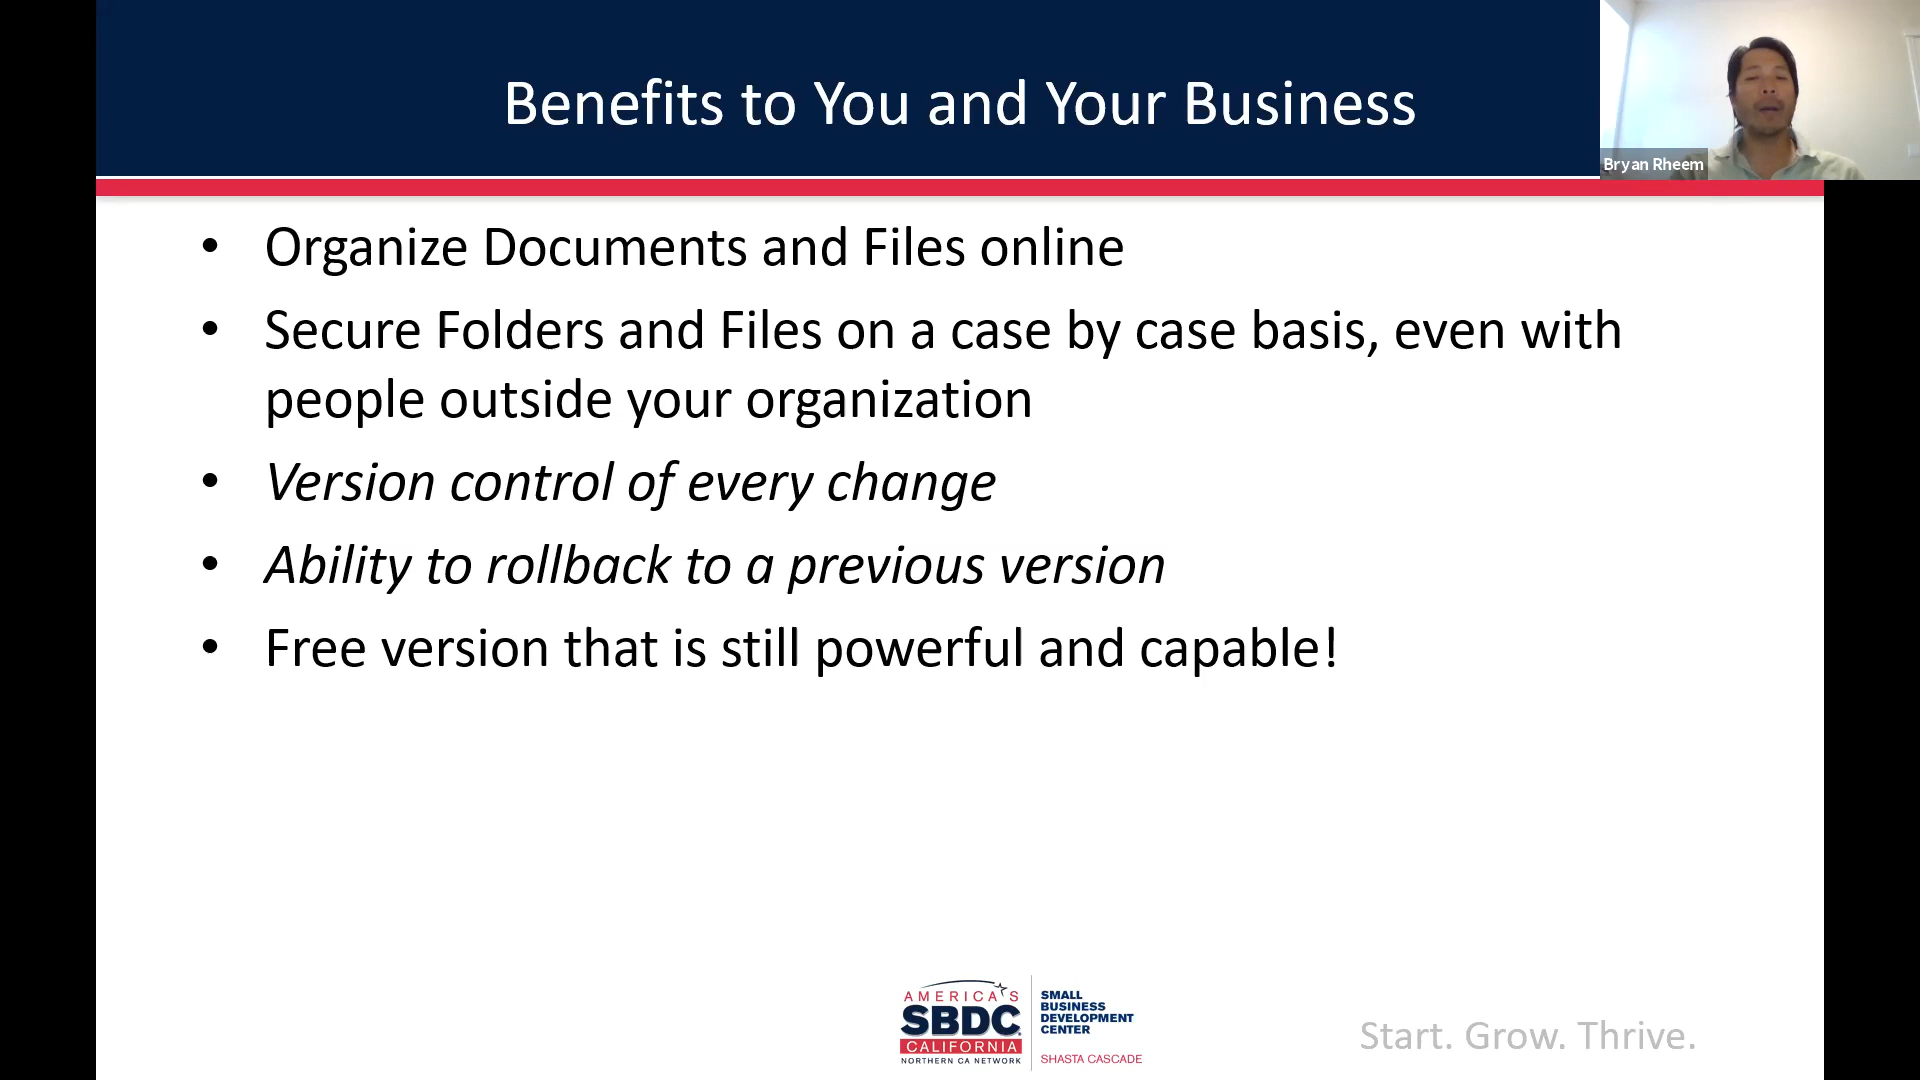 Benefits to You and Your Business
Bryan Rheem
• Organize Documents and Files online
• Secure Folders and Files on a case by case basis, even with
people outside your organization
• Version control of every change
• Ability to rollback to a previous version
• Free version that is still powerful and capable!
AMERICA'S
SBDC
CALIFORNIA
NORTHERN CA NETWORK
SMALL
BUSINESS
DEVELOPMENT
CENTER
SHASTA CASCADE
Start. Grow. Thrive.